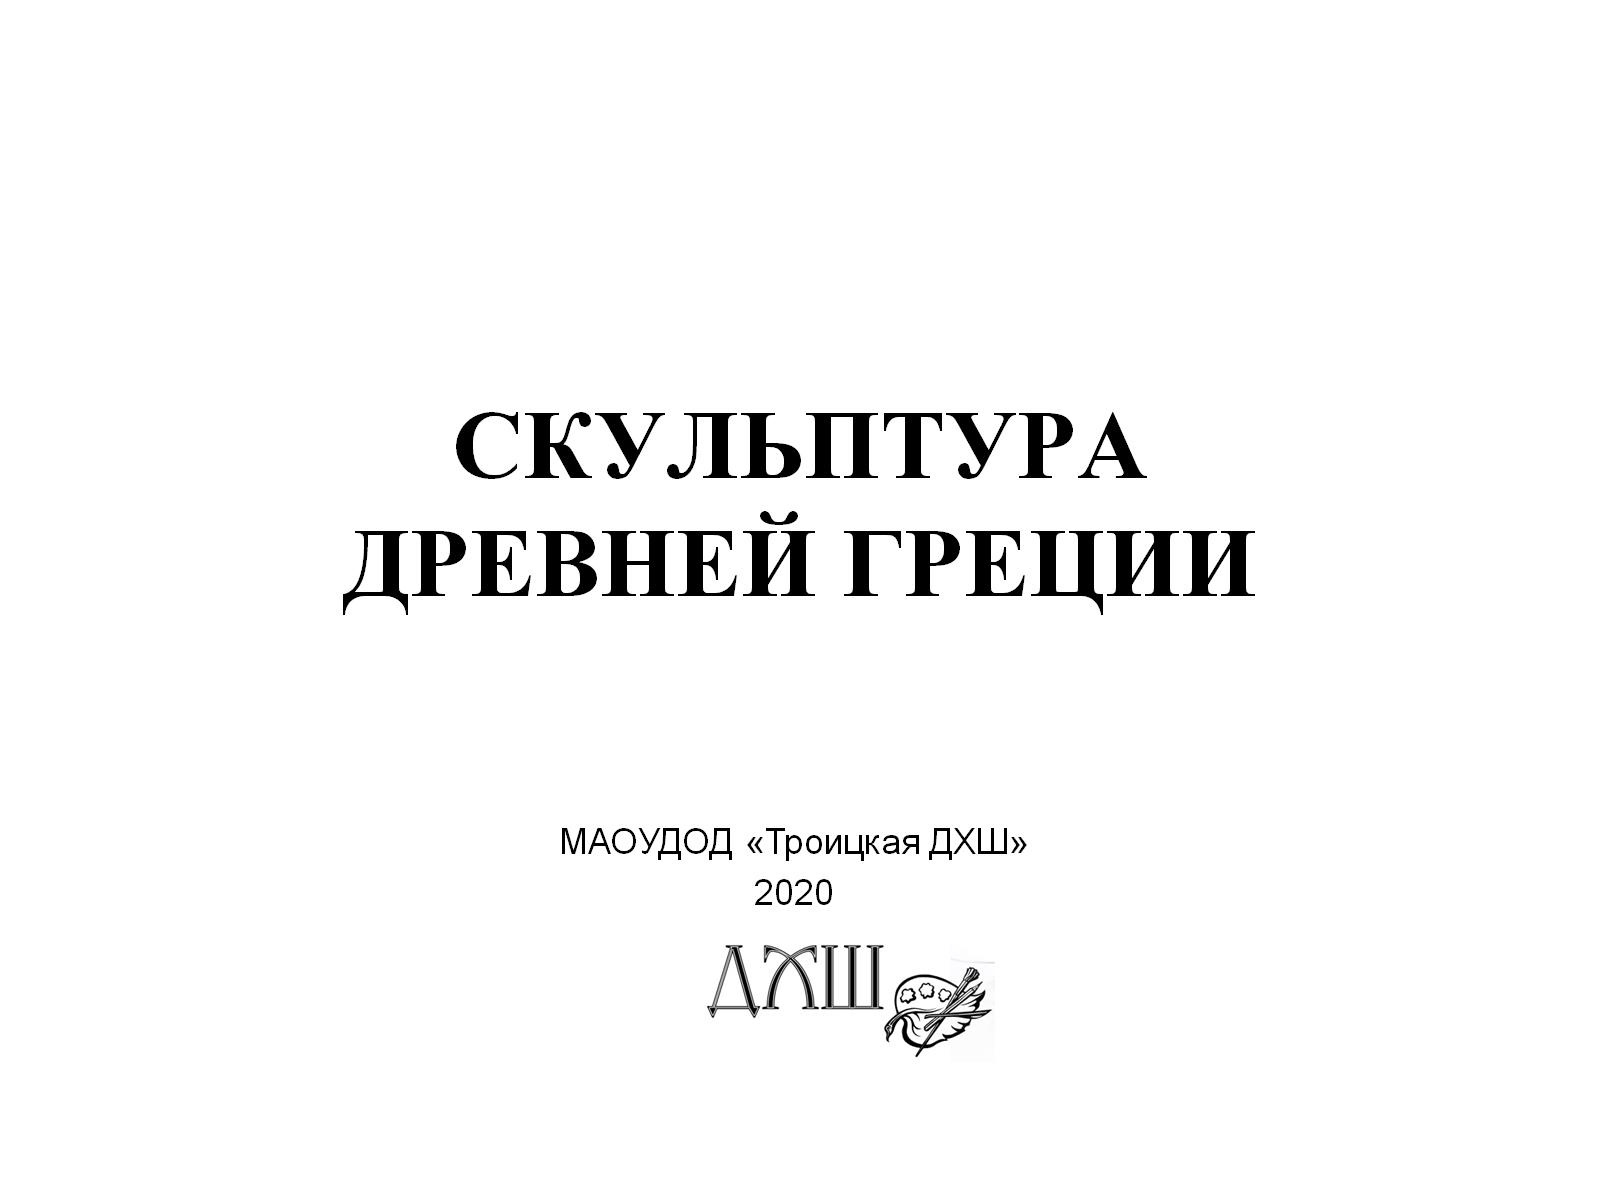 СКУЛЬПТУРА
ДРЕВНЕЙ ГРЕЦИИ
МАОУДОД «Троицкая ДХШ»
2020
ДХШ